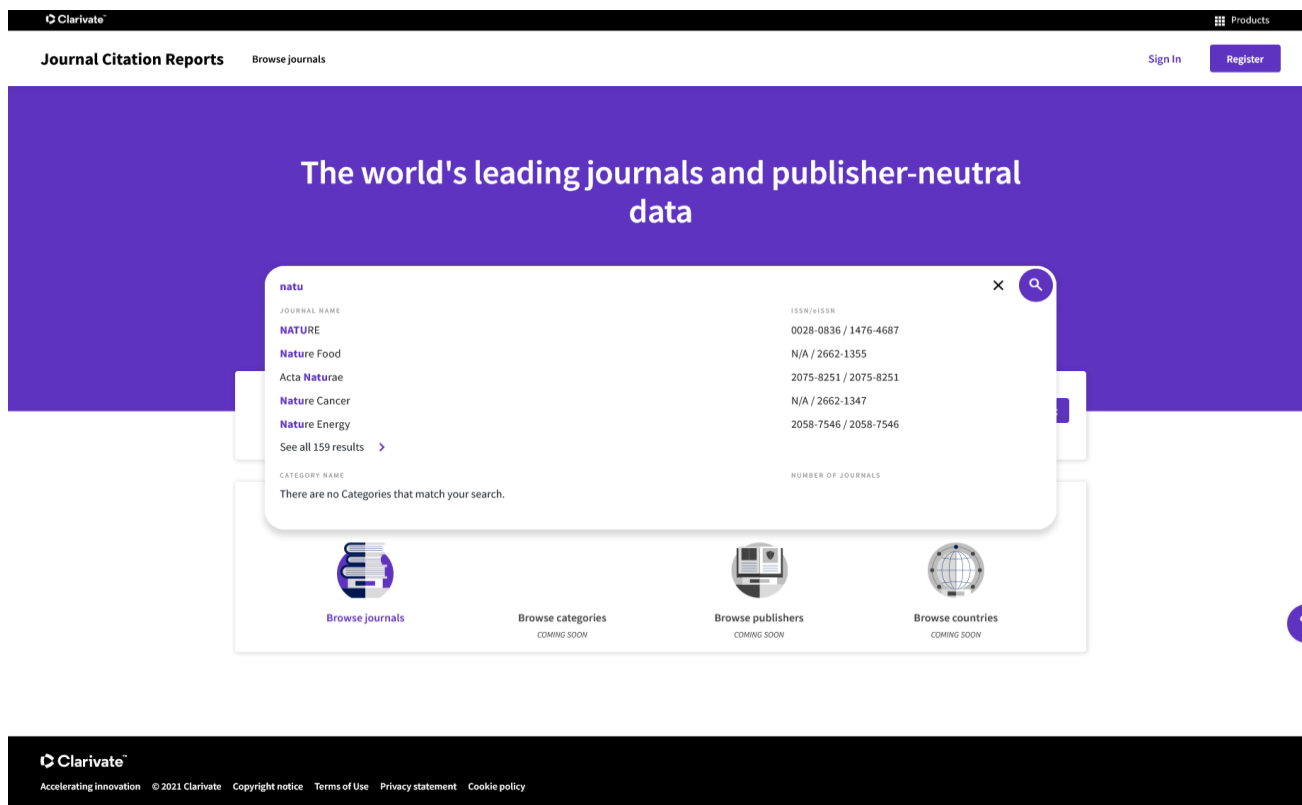 Clarivate™
Products
Journal Citation Reports
Browse journals
Sign In
Register
The world's leading journals and publisher-neutral
data
natu
JOURNAL NAME
ISSN/eISSN
NATURE
0028-0836 / 1476-4687
Nature Food
N/A / 2662-1355
Acta Naturae
2075-8251 / 2075-8251
Nature Cancer
N/A / 2662-1347
Nature Energy
2058-7546 / 2058-7546
See all 159 results
CATEGORY NAME
NUMBER OF JOURNALS
There are no Categories that match your search.
Browse journals
Browse categories
Browse publishers
Browse countries
COMING SOON
COMING SOON
COMING SOON
Clarivate™
Accelerating innovation © 2021 Clarivate Copyright notice Terms of Use Privacy statement Cookie policy